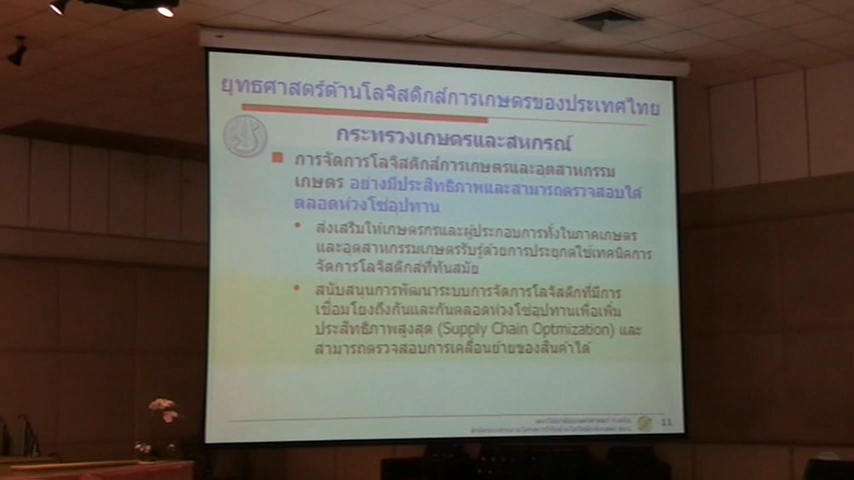 ยุทธศาสตร์ด้านโลจิสติกส์การเกษตรของประเทศไทย
กระทรวงเกษตรและสหกรณ์
การจัดการโลจิสติกส์การเกษตรและอุตสาหกรรม
เกษตร อย่างมีประสิทธิภาพและสามารถตรวจสอบได้
ตลอดห่วงโซ่อุปทาน
• ส่งเสริมให้เกษตรกรและผู้ประกอบการทั้งในภาคเกษตร
และอุตสาหกรรมเกษตรรับรู้ด้วยการประยุกต์ใช้เทคนิคการ
จัดการโลจิสติกส์ที่ทันสมัย
• สนับสนุนการพัฒนาระบบการจัดการโลจิสติกที่มีการ
เชื่อมโยงถึงกันและกันตลอดห่วงโซ่อุปทานเพื่อเพิ่ม
ประสิทธิภาพสูงสุด (Supply Chain Optmization) และ
สามารถตรวจสอบการเคลื่อนย้ายของสินค้าได้
11